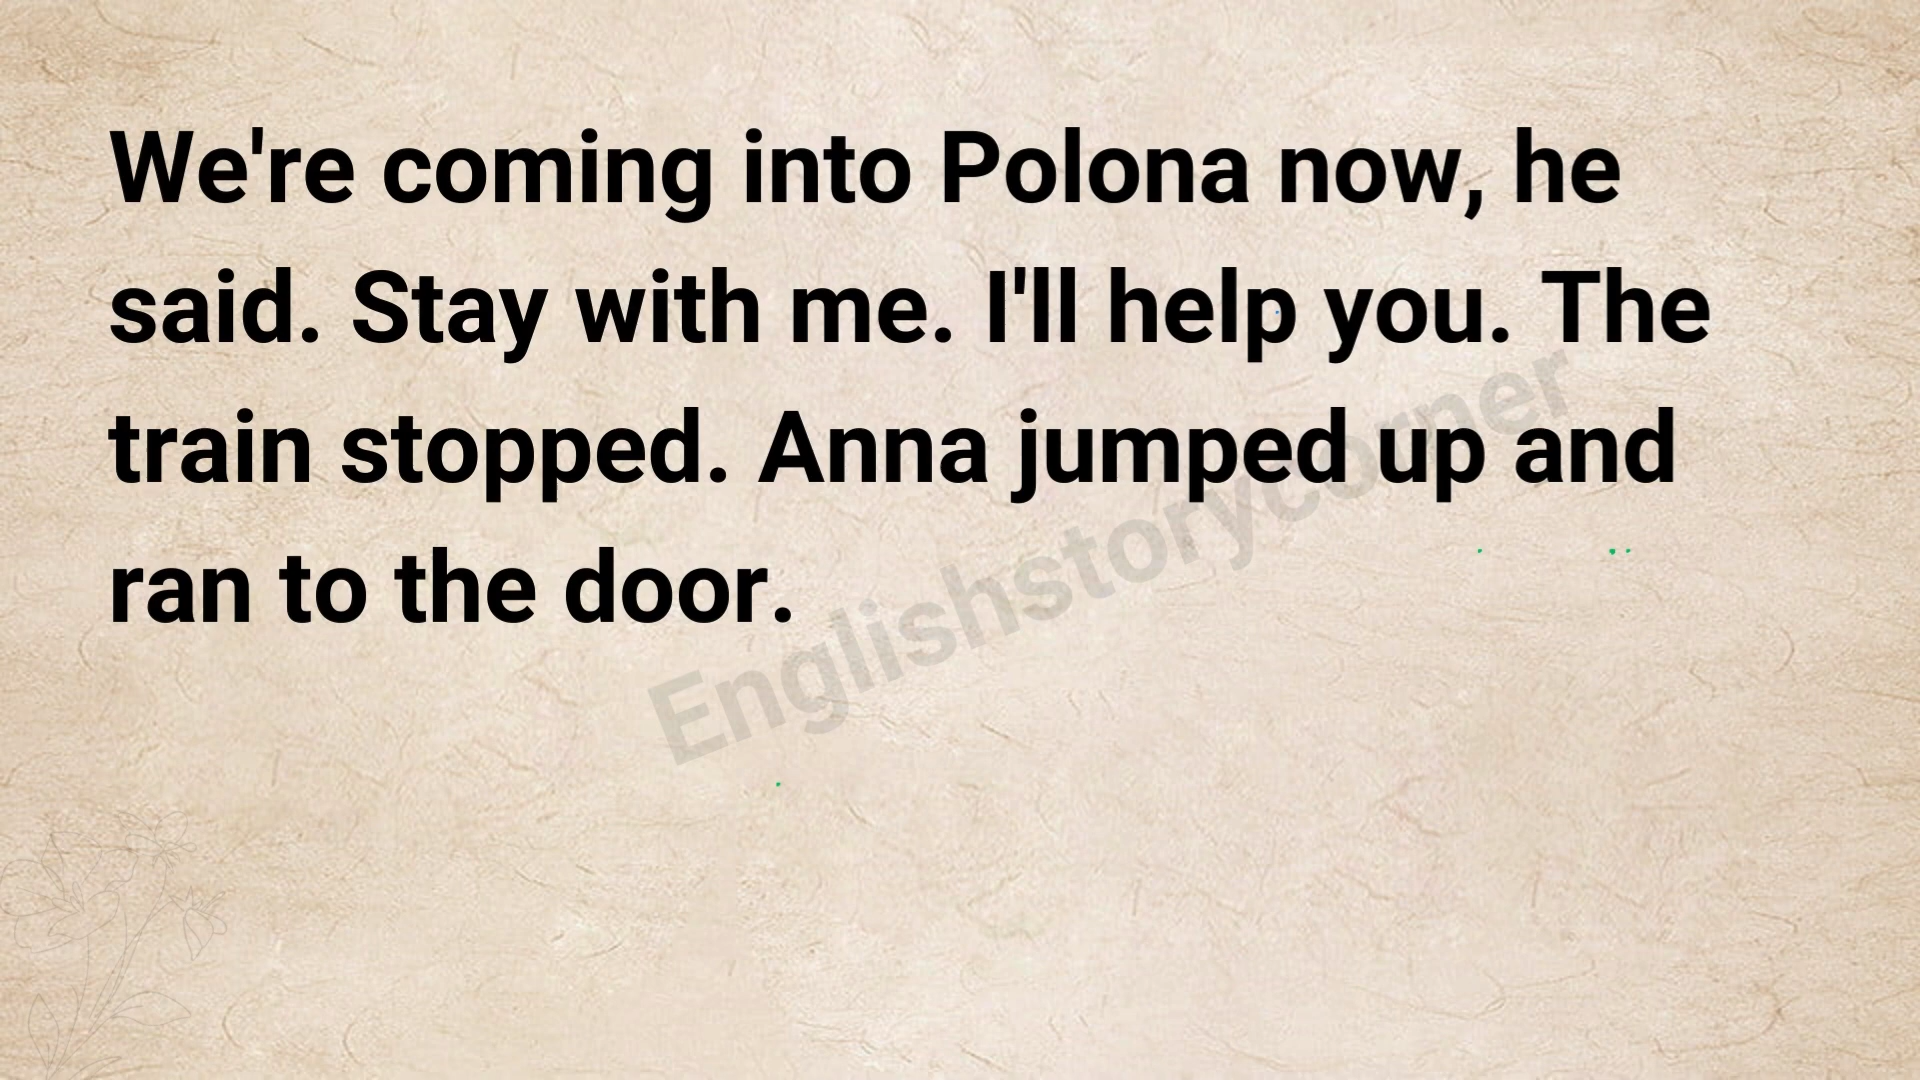 We're coming into Polona now, he
said. Stay with me. I'll help you. The
train stopped. Anna jumped up and
ran to the door.
Englishstorycorner